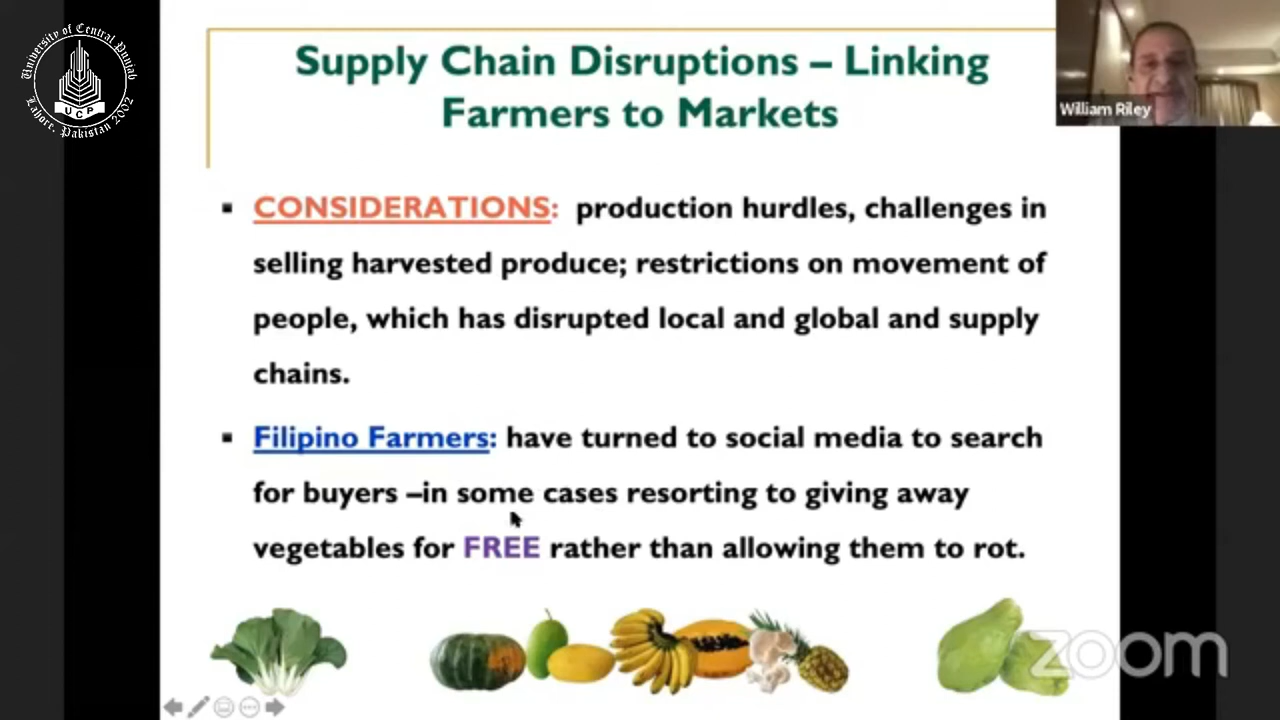 University of Central Punjab
UCP
Lahore, Pakistan 2002
Supply Chain Disruptions – Linking
Farmers to Markets
William Riley
▪ CONSIDERATIONS: production hurdles, challenges in
selling harvested produce; restrictions on movement of
people, which has disrupted local and global and supply
chains.
▪ Filipino Farmers: have turned to social media to search
for buyers –in some cases resorting to giving away
vegetables for FREE rather than allowing them to rot.
zoom